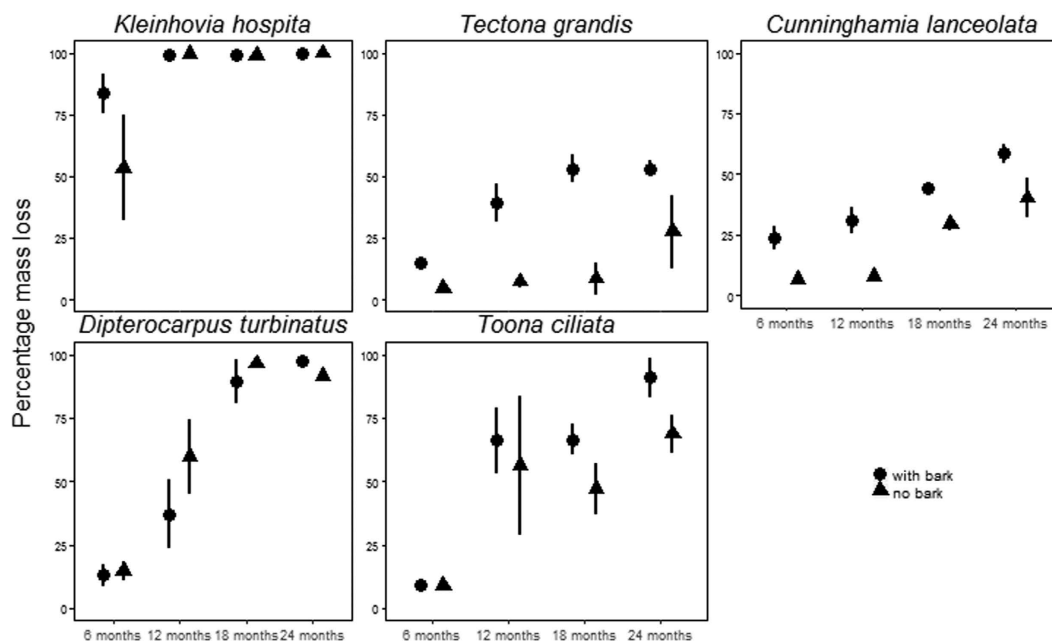 Kleinhovia hospita
Tectona grandis
Cunninghamia lanceolata
100
75
50
25
0
100
75
50
25
0
100
75
50
25
0
6 months 12 months 18 months 24 months
Percentage mass loss
Dipterocarpus turbinatus
Toona ciliata
100
75
50
25
0
6 months 12 months 18 months 24 months
100
75
50
25
0
6 months 12 months 18 months 24 months
with bark
no bark